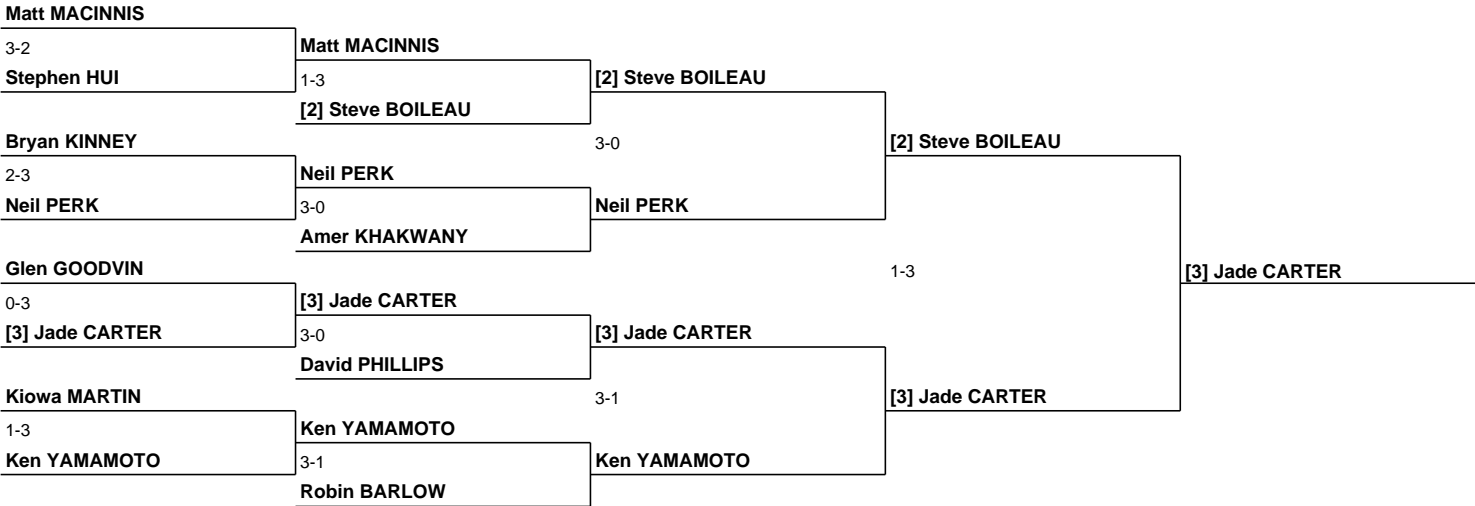 Matt MACINNIS
3-2
Matt MACINNIS
Stephen HUI
1-3
[2] Steve BOILEAU
[2] Steve BOILEAU
Bryan KINNEY
3-0
[2] Steve BOILEAU
2-3
Neil PERK
Neil PERK
3-0
Neil PERK
Amer KHAKWANY
Glen GOODVIN
1-3
[3] Jade CARTER
0-3
[3] Jade CARTER
[3] Jade CARTER
3-0
[3] Jade CARTER
David PHILLIPS
Kiowa MARTIN
3-1
[3] Jade CARTER
1-3
Ken YAMAMOTO
Ken YAMAMOTO
3-1
Ken YAMAMOTO
Robin BARLOW